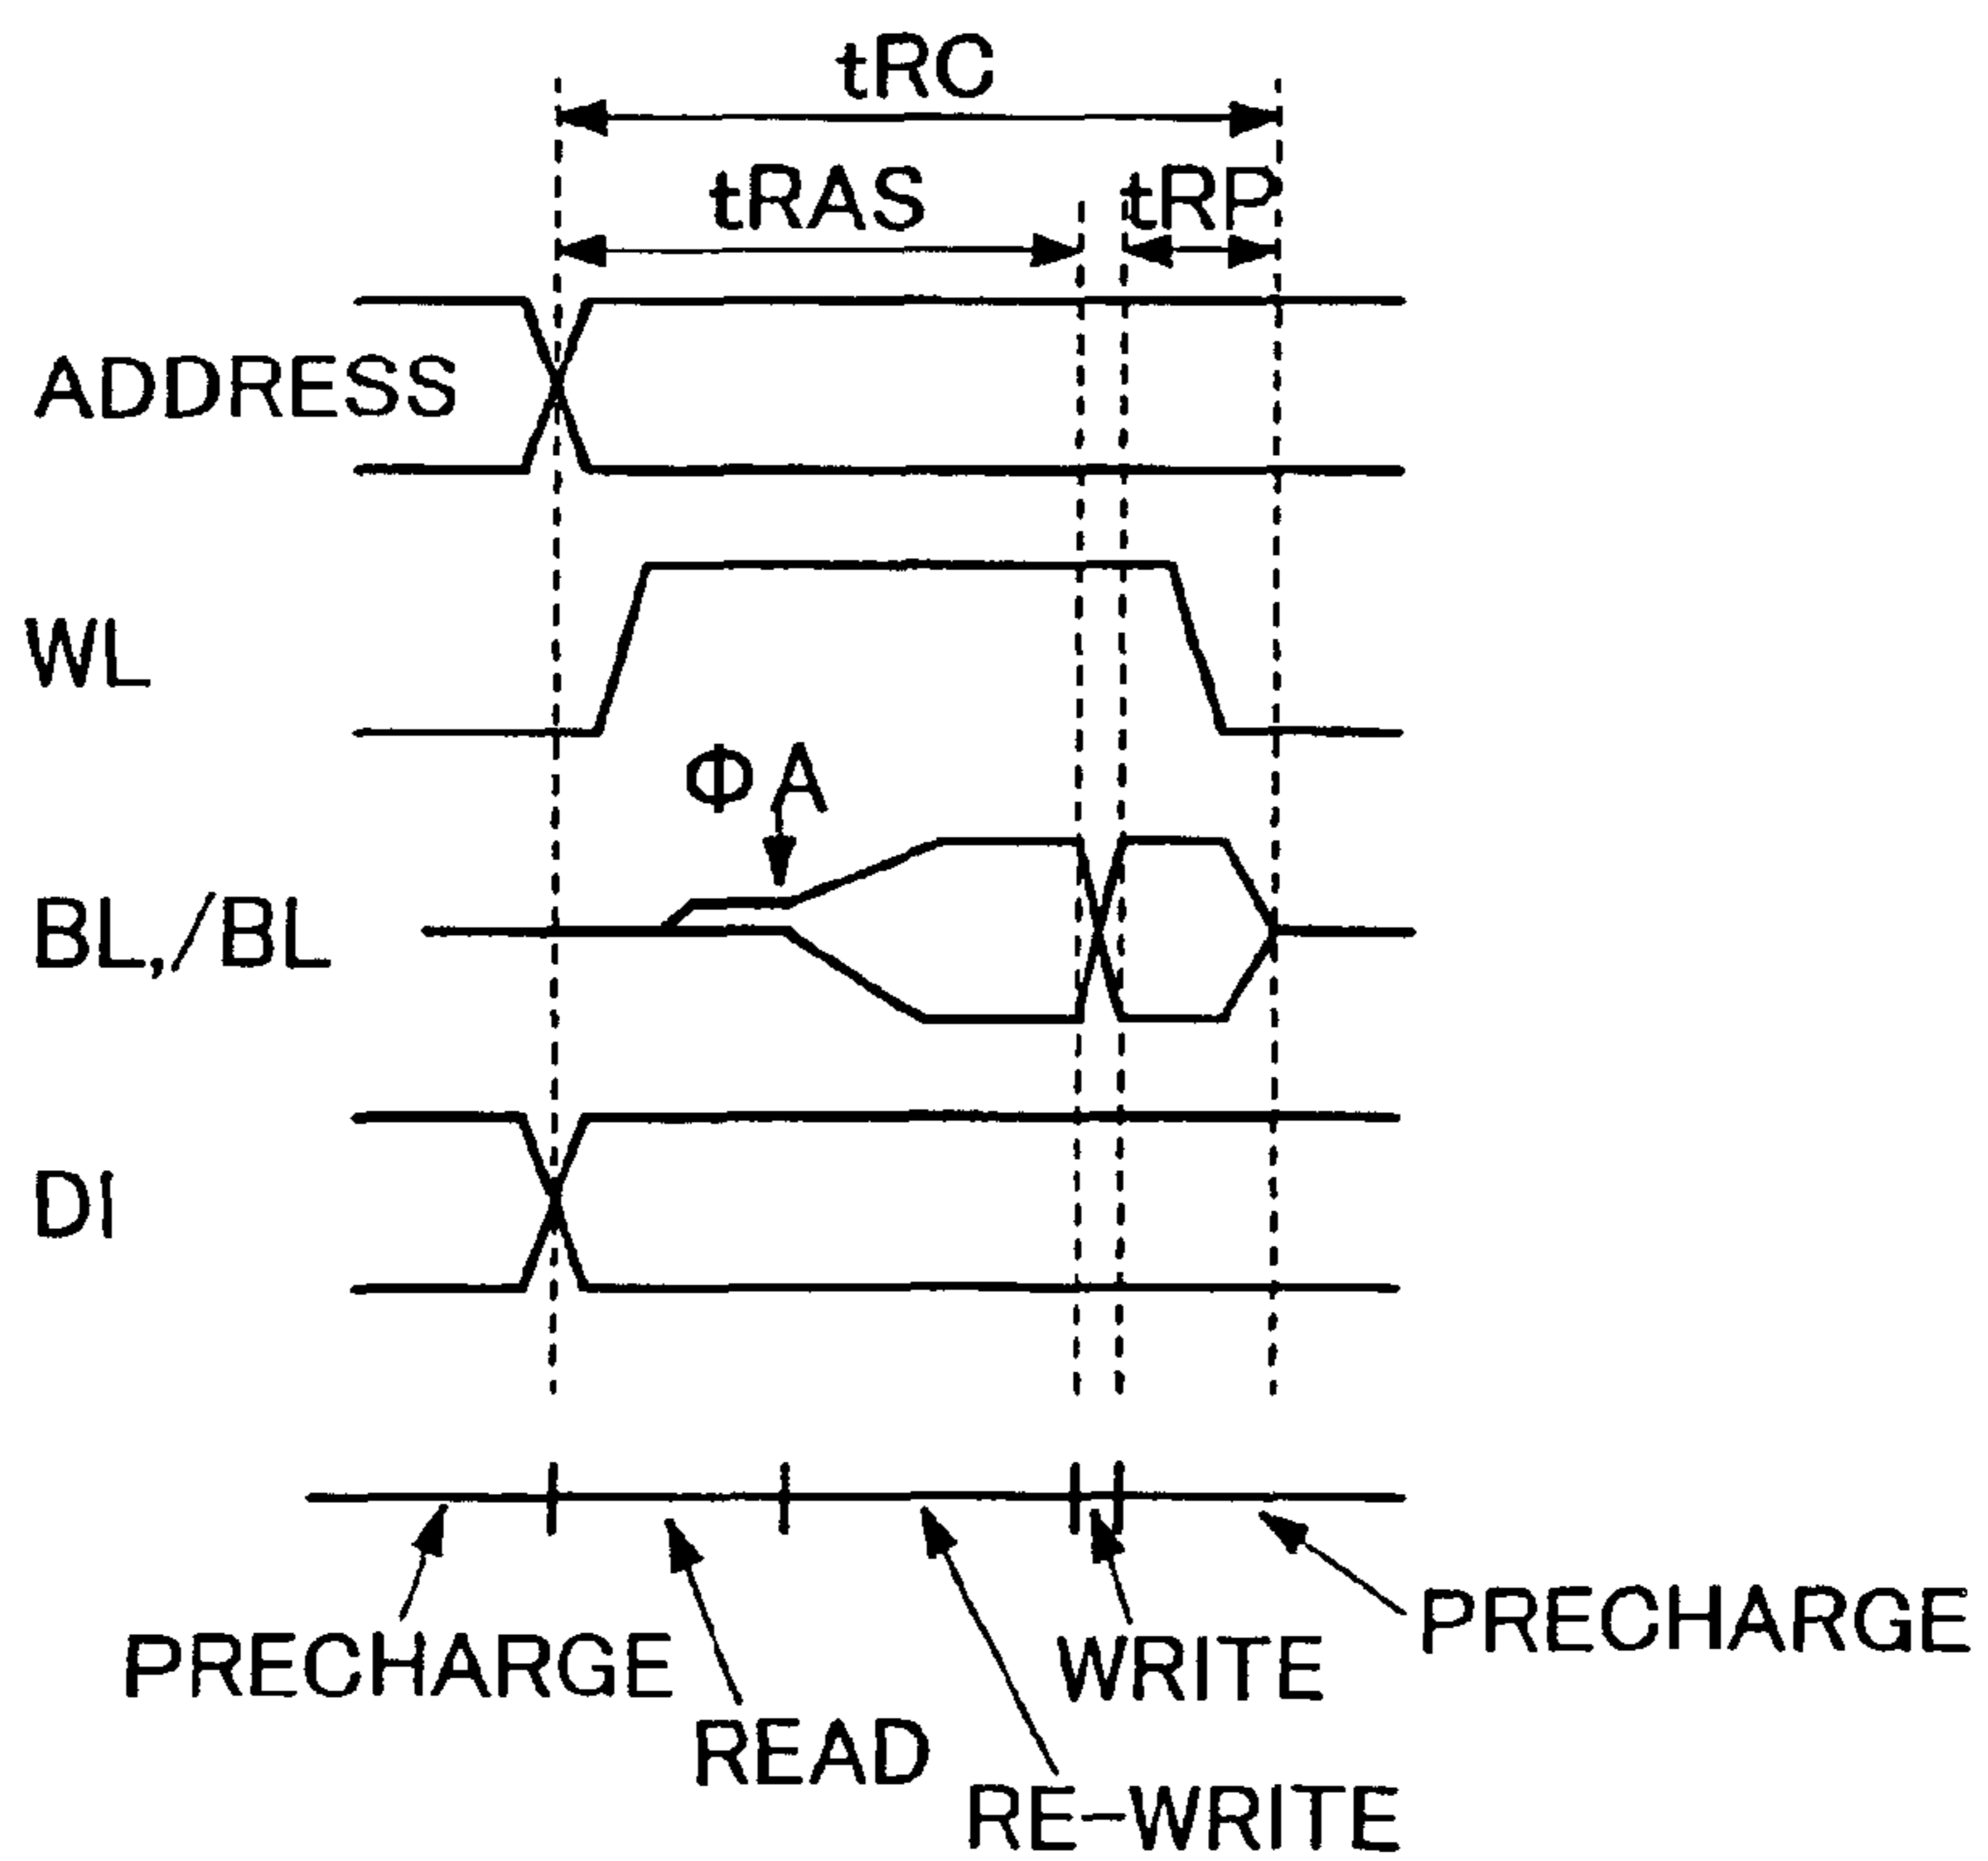 tRC
tRAS tRP
ADDRESS
WL
ΦA
BL,/BL
DI
PRECHARGE
WRITE
PRECHARGE
READ
RE-WRITE